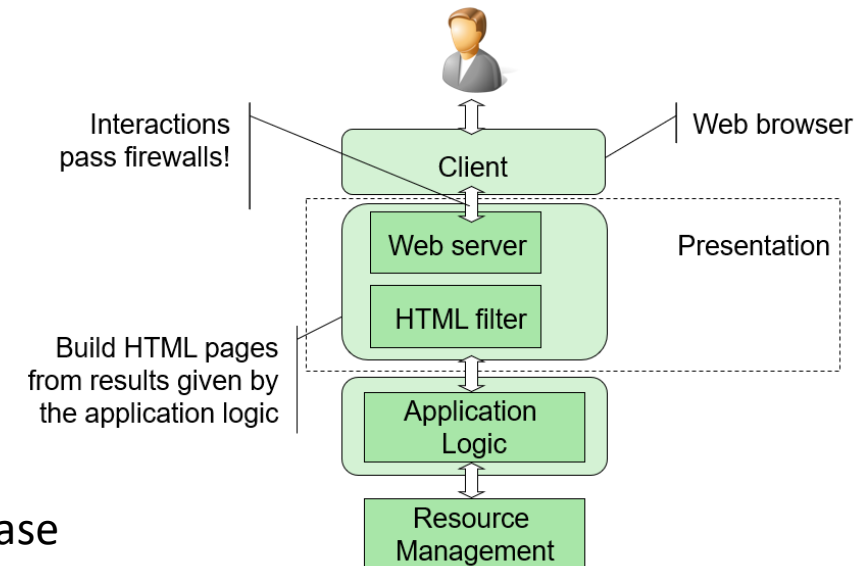 Interactions
pass firewalls!
Web browser
Client
Web server
Presentation
HTML filter
Build HTML pages
from results given by
the application logic
Application
Logic
Resource
Management
ase